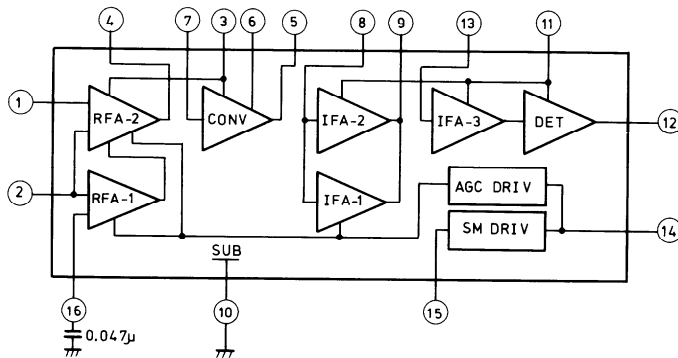 4 7 3 6 5 8 9 13 11
1 RFA-2 CONV IFA-2 IFA-3 DET 12
2 RFA-1 IFA-1 AGC DRIV
SM DRIV 14
SUB
16 10 15
0.047μ